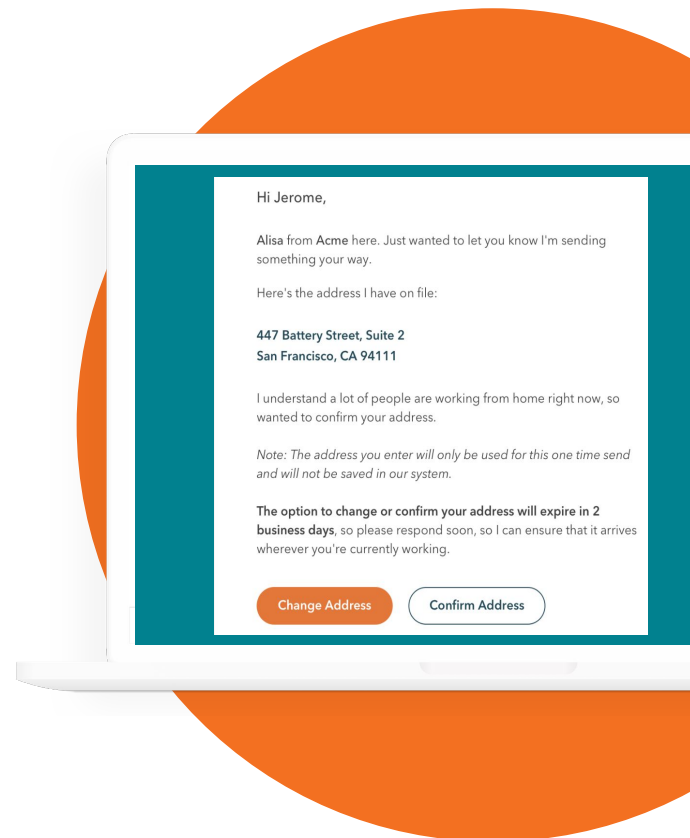 Hi Jerome,
Alisa from Acme here. Just wanted to let you know I'm sending
something your way.
Here's the address I have on file:
447 Battery Street, Suite 2
San Francisco, CA 94111
I understand a lot of people are working from home right now, so
wanted to confirm your address.
Note: The address you enter will only be used for this one time send
and will not be saved in our system.
The option to change or confirm your address will expire in 2
business days, so please respond soon, so I can ensure that it arrives
wherever you're currently working.
Change Address
Confirm Address